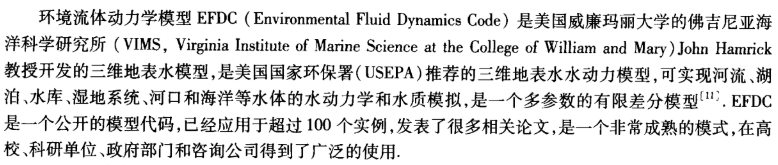 环境流体动力学模型 EFDC（Environmental Fluid Dynamics Code）是美国威廉玛丽大学的佛吉尼亚海
洋科学研究所（VIMS, Virginia Institute of Marine Science at the College of William and Mary）John Hamrick
教授开发的三维地表水模型,是美国国家环保署(USEPA)推荐的三维地表水水动力模型,可实现河流、湖
泊、水库、湿地系统、河口和海洋等水体的水动力学和水质模拟,是一个多参数的有限差分模型[11]. EFDC
是一个公开的模型代码,已经应用于超过 100 个实例,发表了很多相关论文,是一个非常成熟的模式,在高
校、科研单位、政府部门和咨询公司得到了广泛的使用.